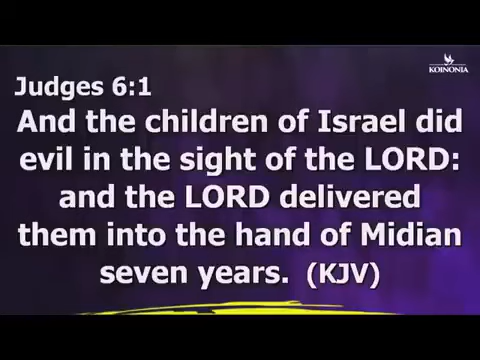 KOINONIA
Judges 6:1
And the children of Israel did
evil in the sight of the LORD:
and the LORD delivered
them into the hand of Midian
seven years. (KJV)